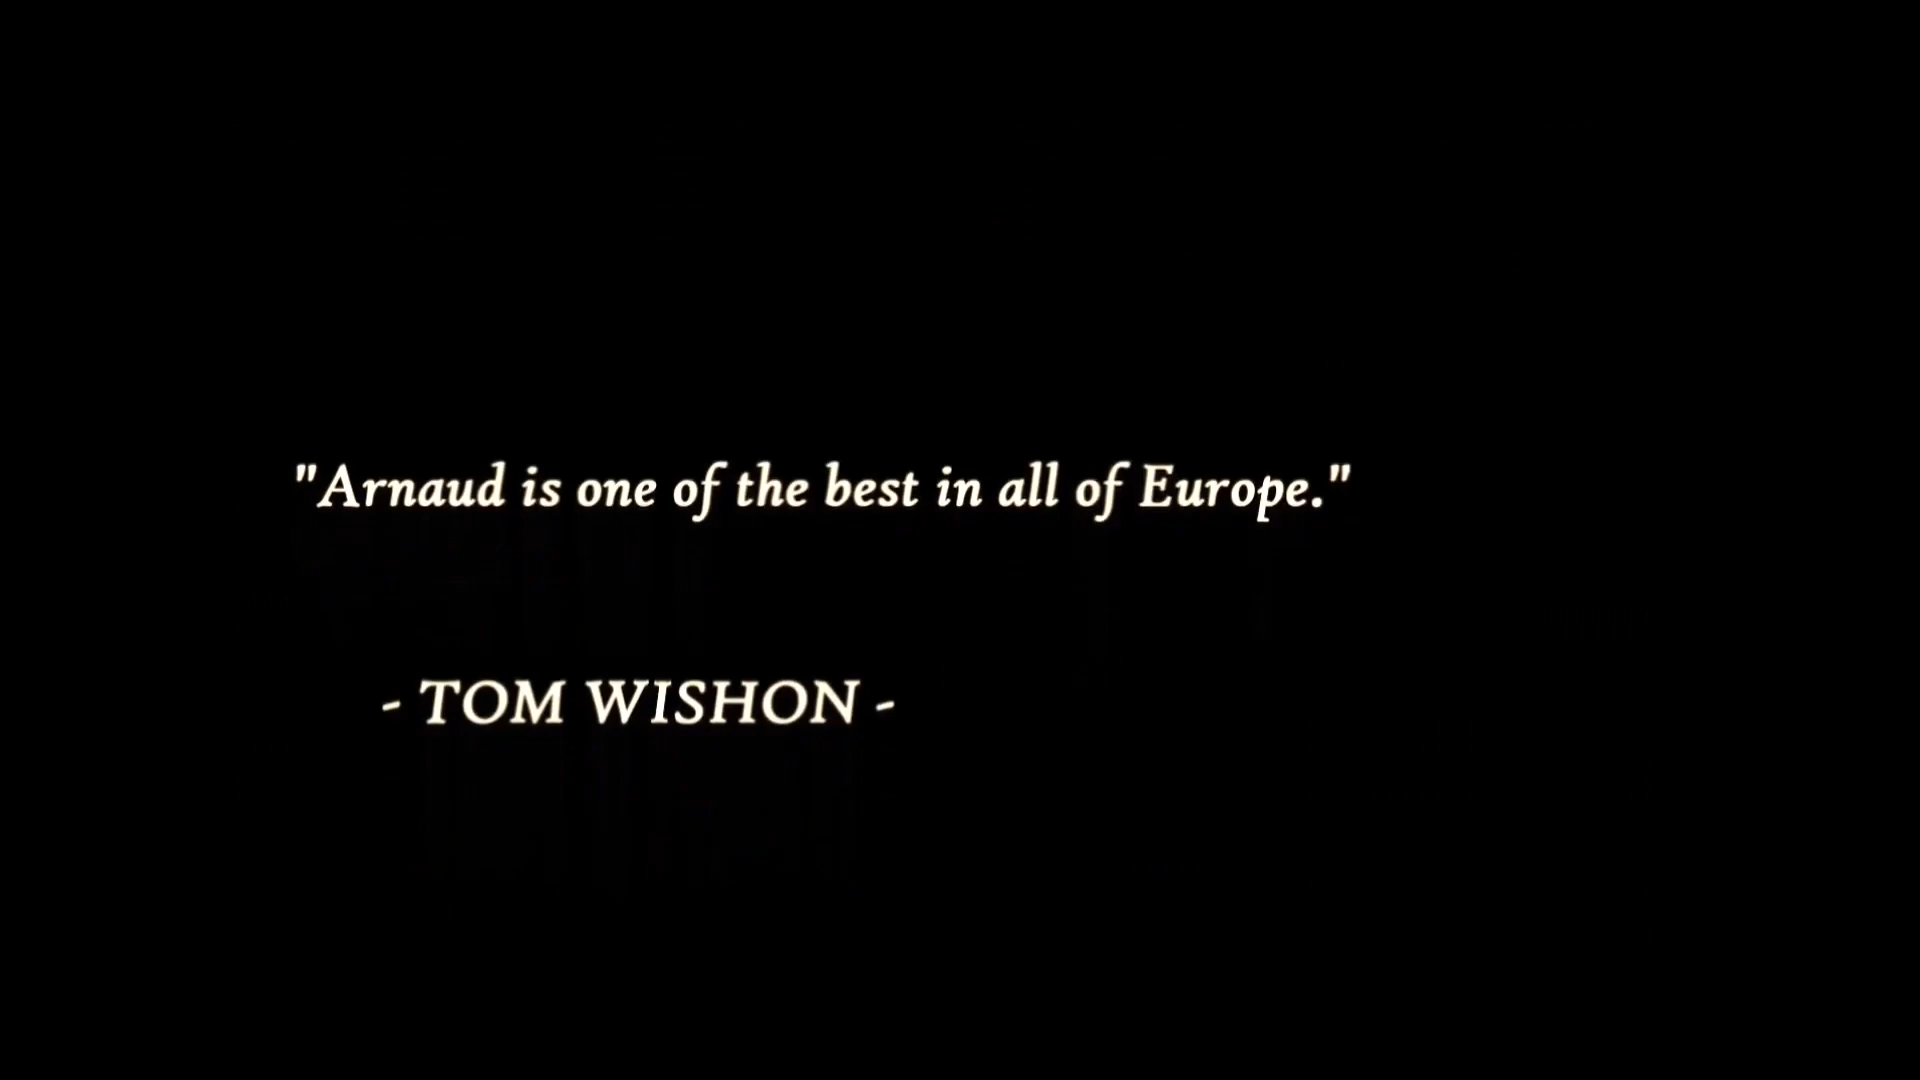 "Arnaud is one of the best in all of Europe."
- TOM WISHON -